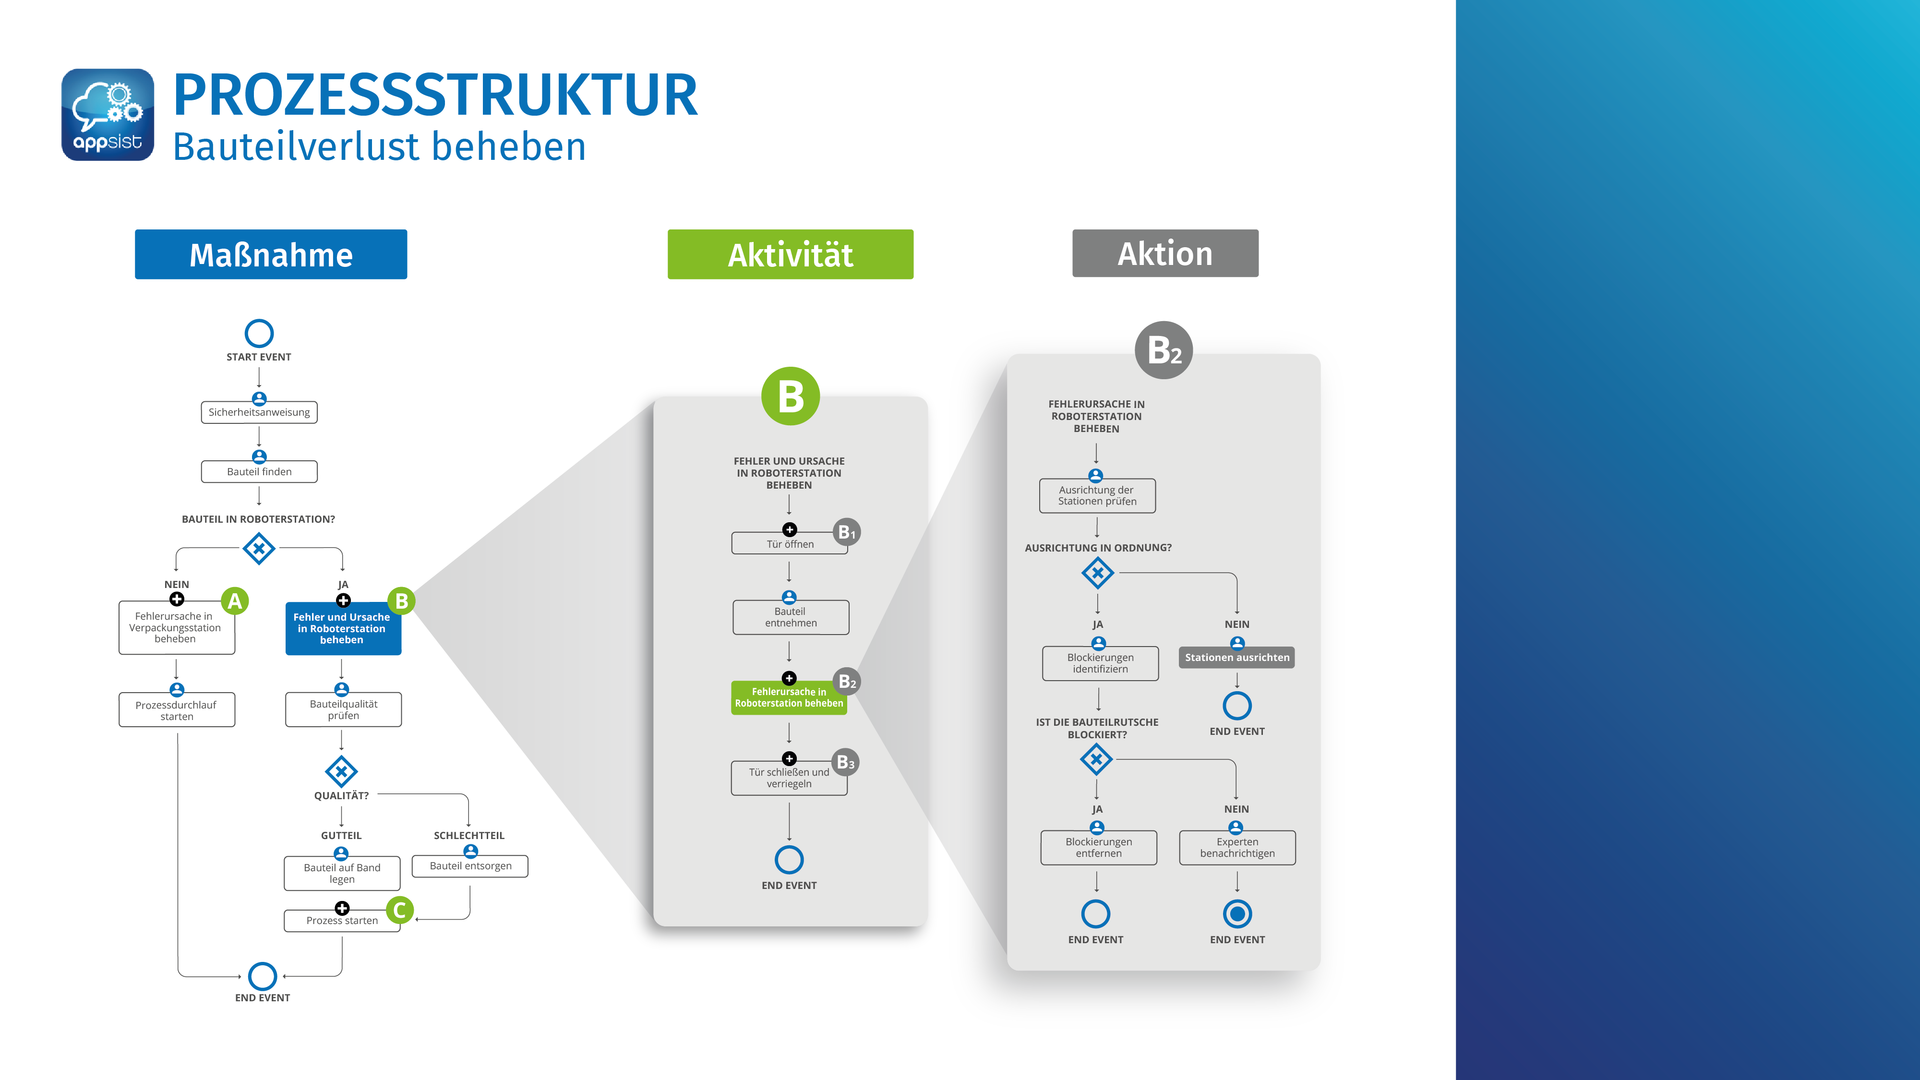 appsist
PROZESSSTRUKTUR
Bauteilverlust beheben
Maßnahme
START EVENT
Sicherheitsanweisung
Bauteil finden
BAUTEIL IN ROBOTERSTATION?
NEIN
A
Fehlerursache in
Verpackungsstation
beheben
Prozessdurchlauf
starten
JA
B
Fehler und Ursache
in Roboterstation
beheben
Bauteilqualität
prüfen
QUALITÄT?
GUTTEIL
Bauteil auf Band
legen
SCHLECHTTEIL
Bauteil entsorgen
C
Prozess starten
END EVENT
Aktivität
B
FEHLER UND URSACHE
IN ROBOTERSTATION
BEHEBEN
B1
Tür öffnen
Bauteil
entnehmen
B2
Fehlerursache in
Roboterstation beheben
B3
Tür schließen und
verriegeln
END EVENT
Aktion
B2
FEHLERURSACHE IN
ROBOTERSTATION
BEHEBEN
Ausrichtung der
Stationen prüfen
AUSRICHTUNG IN ORDNUNG?
JA
Blockierungen
identifiziern
NEIN
Stationen ausrichten
END EVENT
IST DIE BAUTEILRUTSCHE
BLOCKIERT?
JA
Blockierungen
entfernen
END EVENT
NEIN
Experten
benachrichtigen
END EVENT